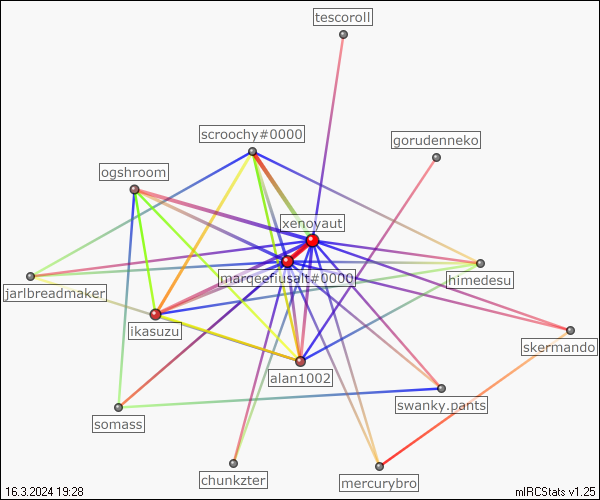 tescoroll
scroochy#0000
gorudenneko
ogshroom
xenoyaut
marqeefiusalt#0000
himedesu
jarlbreadmaker
ikasuzu
skermando
alan1002
swanky.pants
somass
chunkzter
mercurybro
16.3.2024 19:28
mIRCStats v1.25